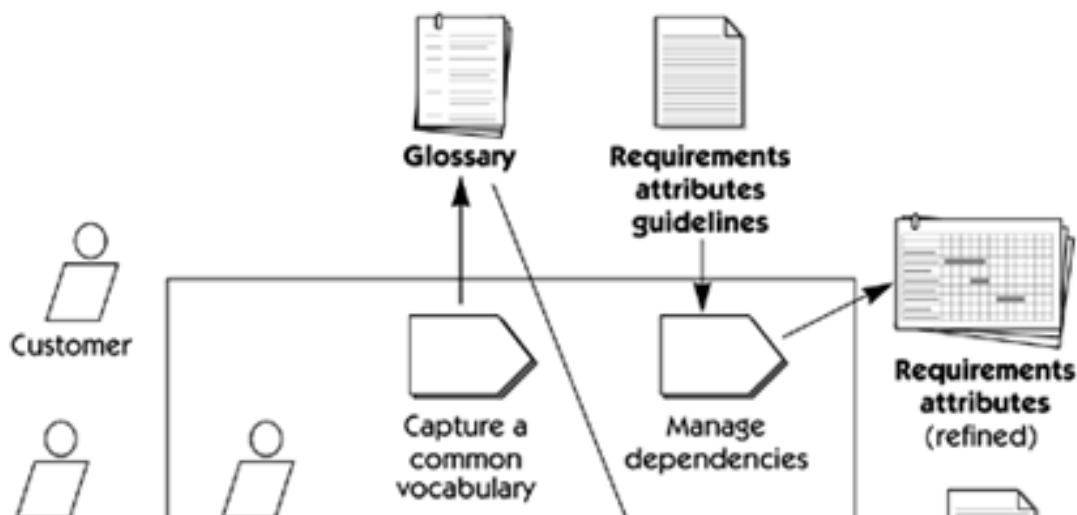 Glossary
Requirements
attributes
guidelines
Customer
Capture a
common
vocabulary
Manage
dependencies
Requirements
attributes
(refined)